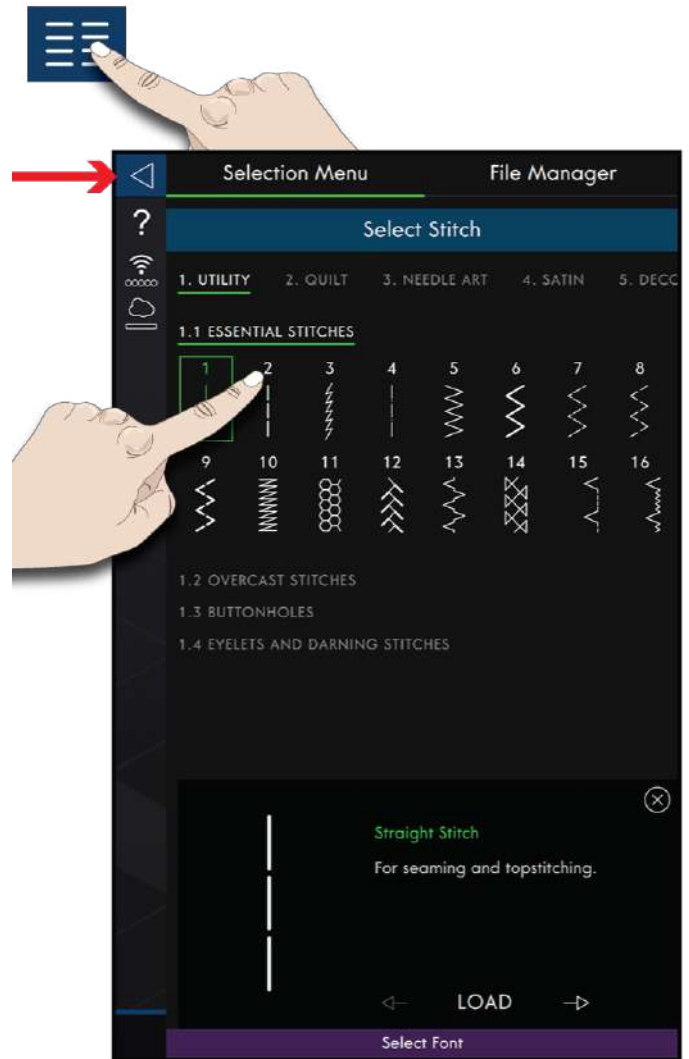 Selection Menu File Manager
?
Select Stitch
1. UTILITY 2. QUILT 3. NEEDLE ART 4. SATIN 5. DECC
1.1 ESSENTIAL STITCHES
1 2 3 4 5 6 7 8
9 10 11 12 13 14 15 16
1.2 OVERCAST STITCHES
1.3 BUTTONHOLES
1.4 EYELETS AND DARNING STITCHES
Straight Stitch
For seaming and topstitching.
LOAD
Select Font